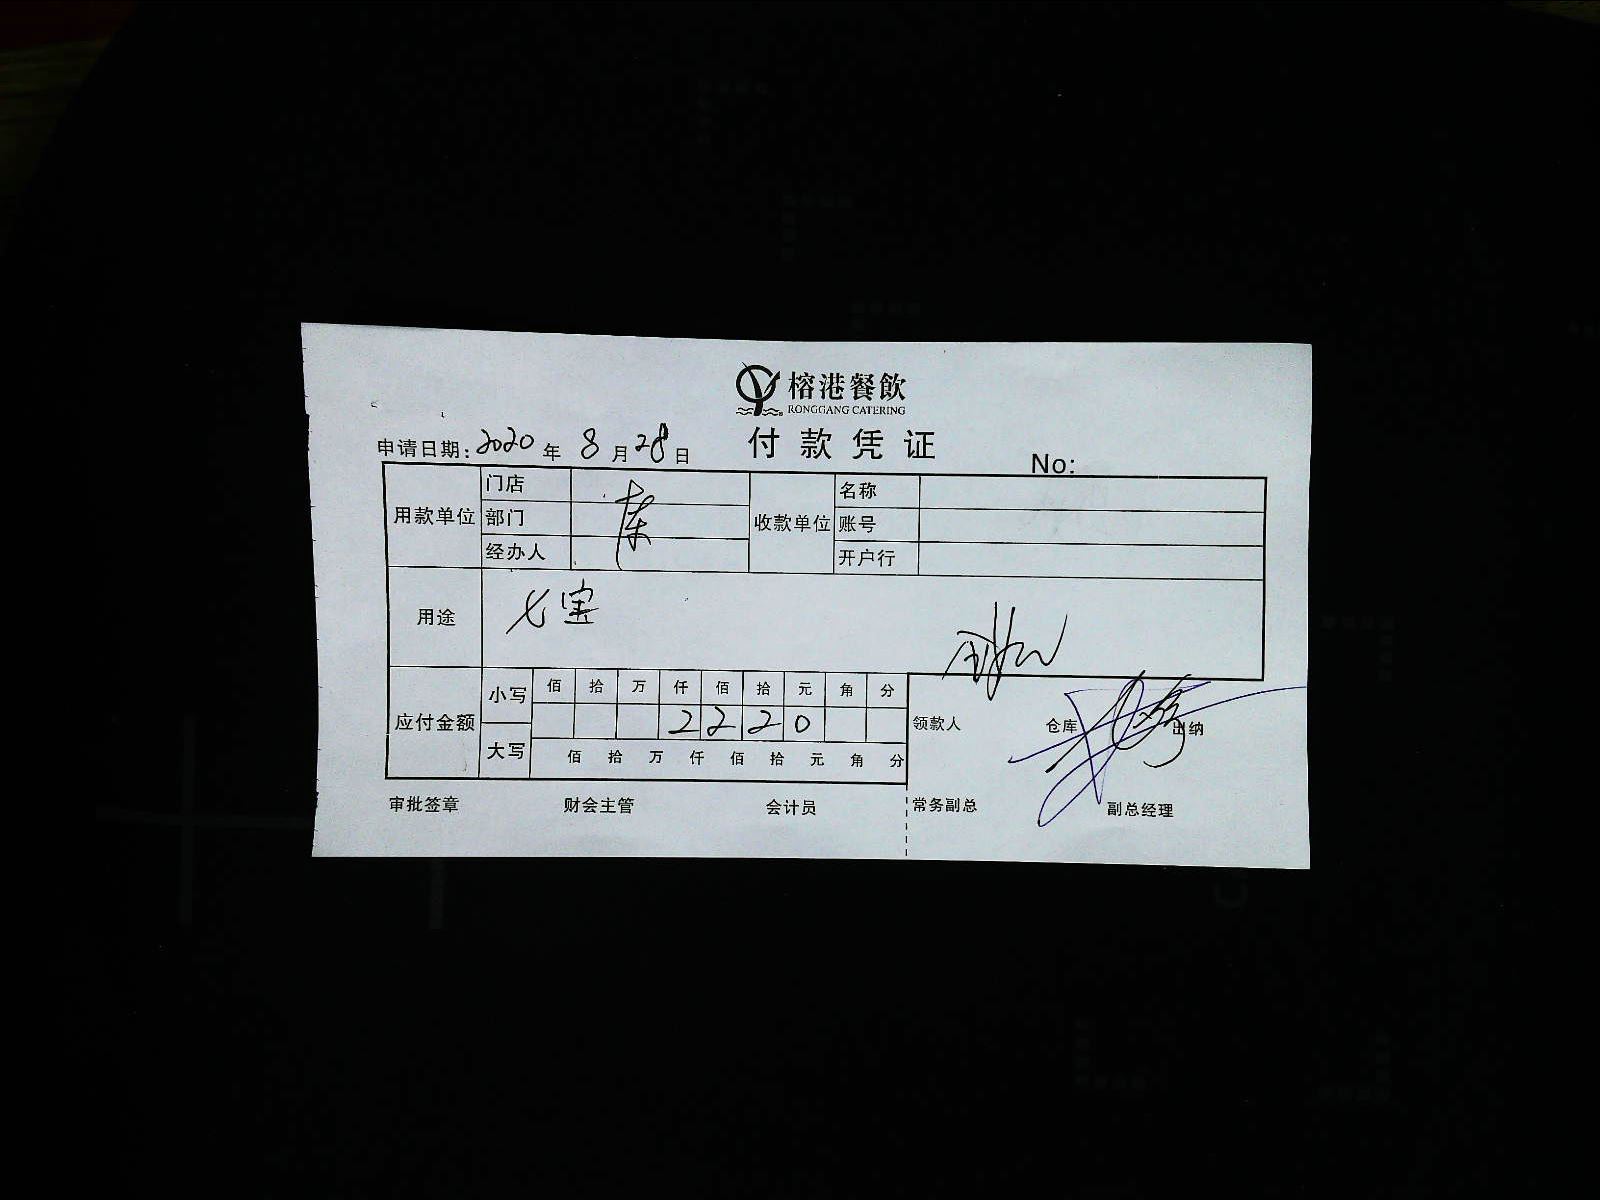 榕港餐飲
RONGGANG CATERING
付款凭证
申请日期: 2020 年 8 月 28 日
No:
用款单位 门店 收款单位 名称
部门 账号
经办人 开户行
用途 七宝
应付金额 小写 佰 拾 万 仟 佰 拾 元 角 分
2 2 2 0
大写 佰 拾 万 仟 佰 拾 元 角 分
领款人 仓库 出纳
审批签章 财会主管 会计员 常务副总 副总经理